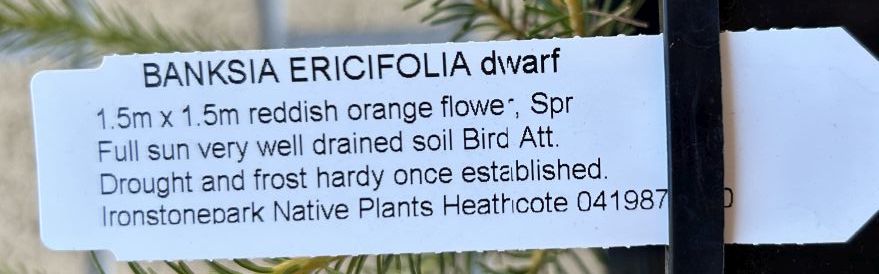 BANKSIA ERICIFOLIA dwarf
1.5m x 1.5m reddish orange flower, Spr
Full sun very well drained soil Bird Att.
Drought and frost hardy once established.
Ironstonepark Native Plants Heathcote